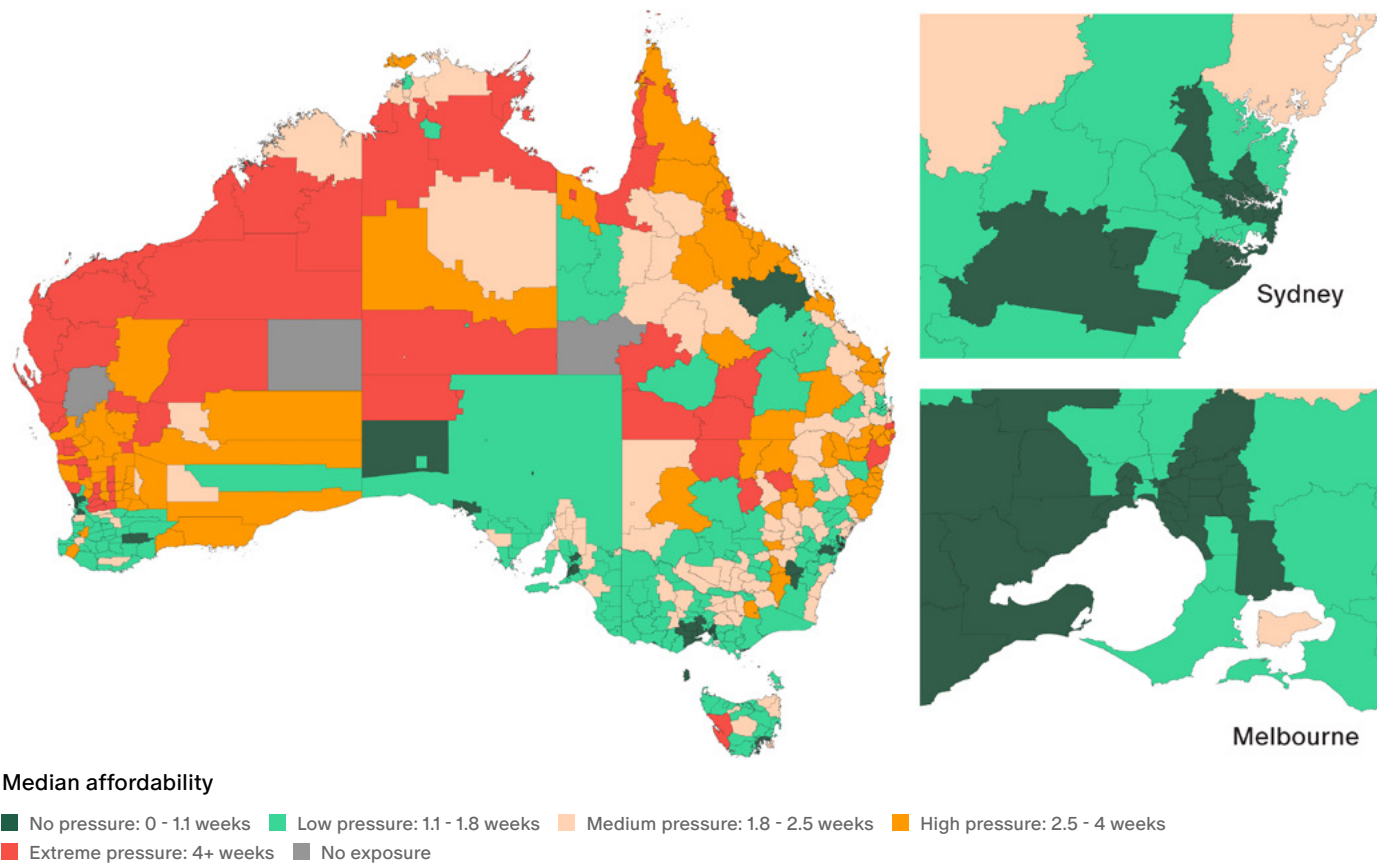 Sydney
Melbourne
Median affordability
No pressure: 0 - 1.1 weeks Low pressure: 1.1 - 1.8 weeks Medium pressure: 1.8 - 2.5 weeks High pressure: 2.5 - 4 weeks
Extreme pressure: 4+ weeks No exposure